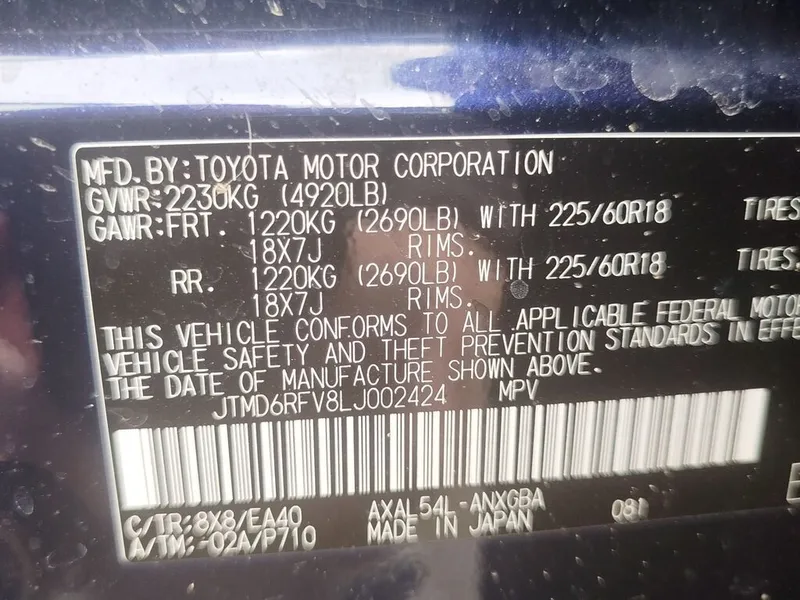 MFD. BY: TOYOTA MOTOR CORPORATION
GVWR: 2230KG (4920LB)
GAWR: FRT. 1220KG (2690LB) WITH 225/60R18 TIRES
18X7J RIMS.
RR. 1220KG (2690LB) WITH 225/60R18 TIRES.
18X7J RIMS.
THIS VEHICLE CONFORMS TO ALL APPLICABLE FEDERAL MOTO
VEHICLE SAFETY AND THEFT PREVENTION STANDARDS IN EFFE
THE DATE OF MANUFACTURE SHOWN ABOVE.
JTMD6RFV8LJ002424 MPV
C/TR: 8X8/EA40 AXAL54L-ANXGBA 081
A/TM: -02A/P710 MADE IN JAPAN